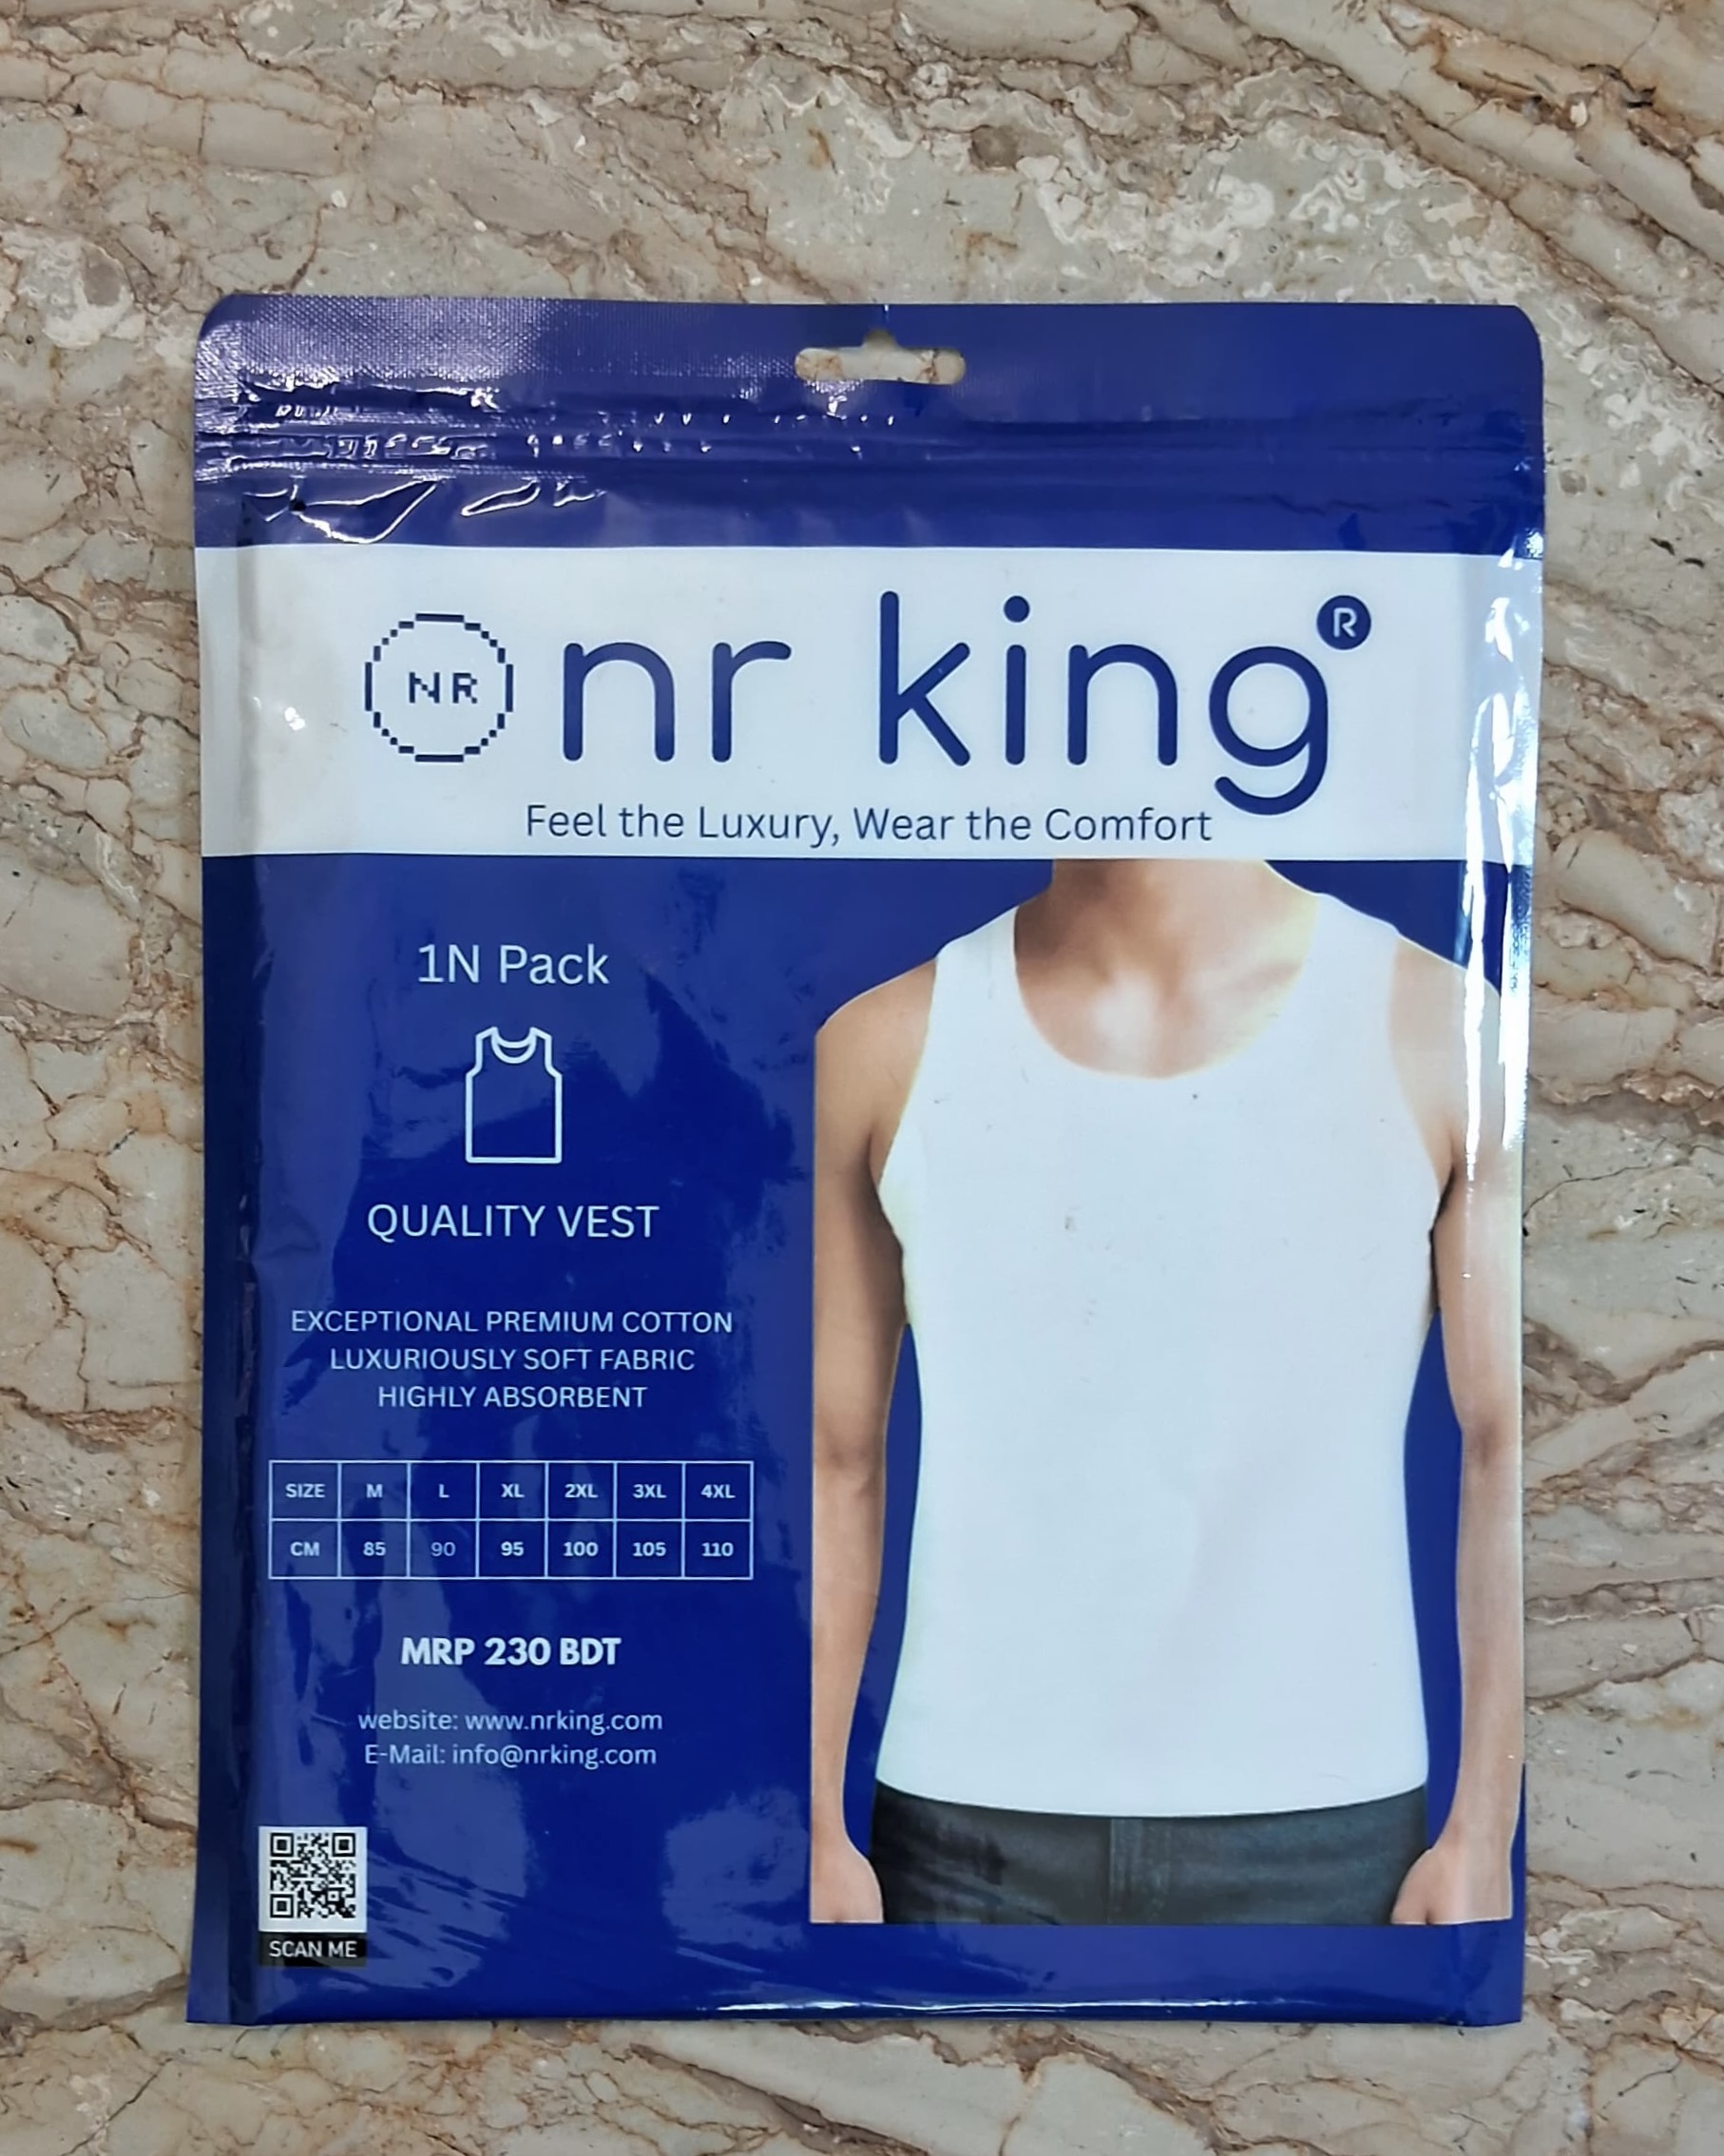 NR
nr king®
Feel the Luxury, Wear the Comfort
1N Pack
QUALITY VEST
EXCEPTIONAL PREMIUM COTTON
LUXURIOUSLY SOFT FABRIC
HIGHLY ABSORBENT
SIZE M L XL 2XL 3XL 4XL
CM 85 90 95 100 105 110
MRP 230 BDT
website: www.nrking.com
E-Mail: info@nrking.com
SCAN ME